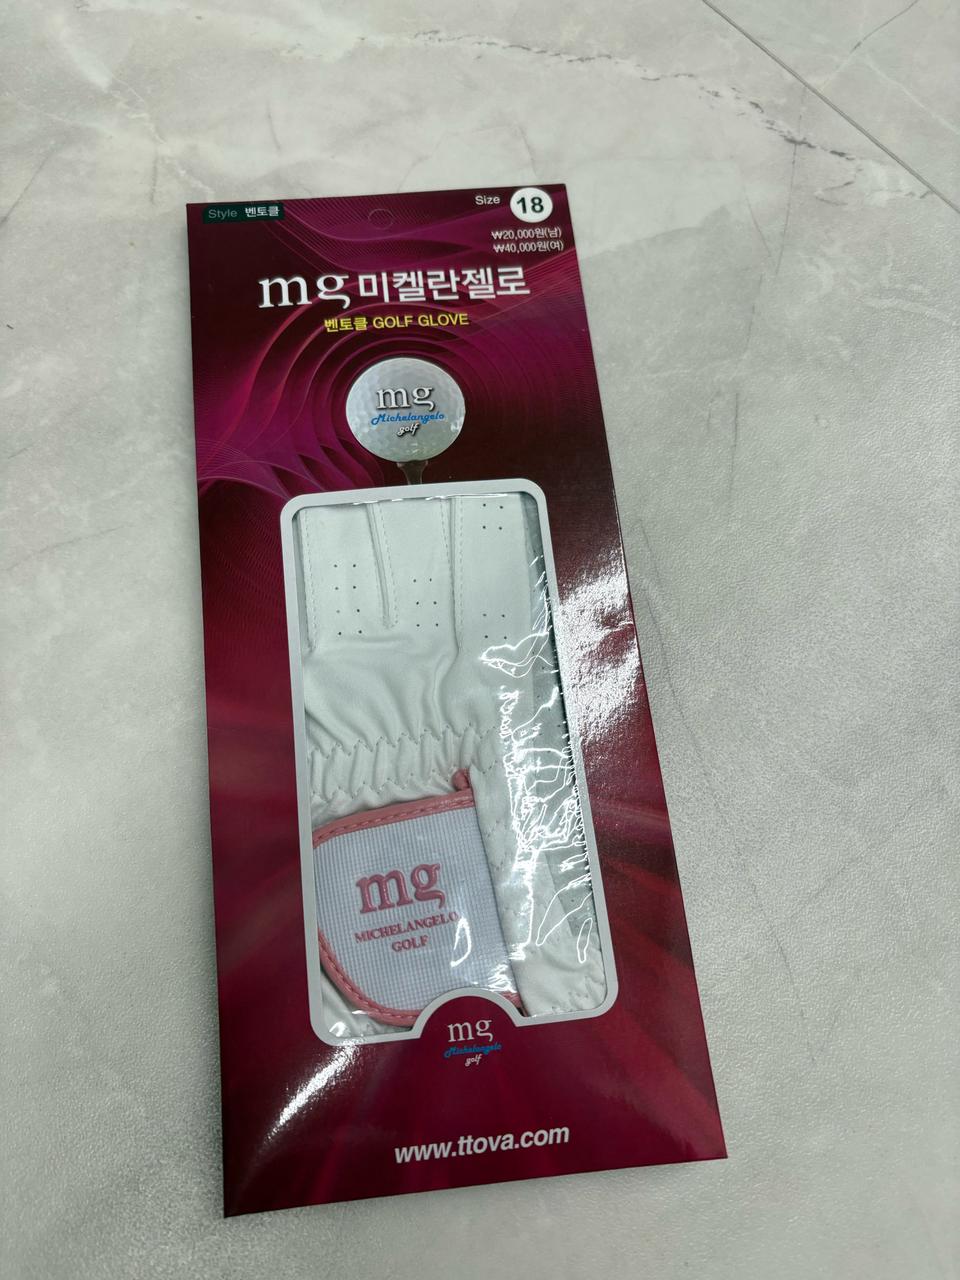 Style 벤토클
Size 18
₩20,000원(남)
₩40,000원(여)
mg 미켈란젤로
벤토클 GOLF GLOVE
mg
Michelangelo
golf
mg
MICHELANGELO
GOLF
mg
Michelangelo
golf
www.ttova.com